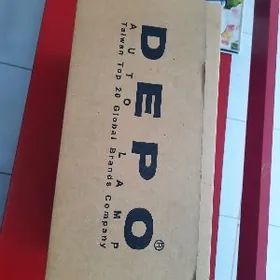 DEPO®
AUTO LAMP
Taiwan Top 20 Global Brands Company